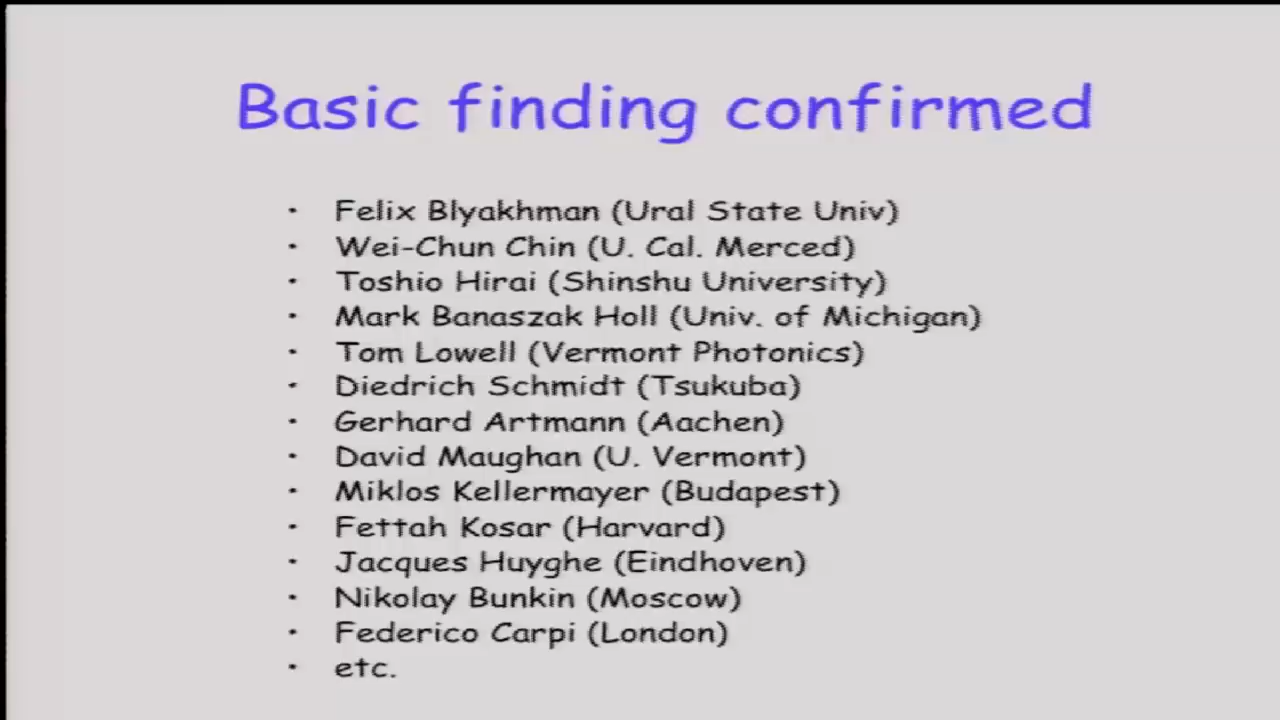 Basic finding confirmed
· Felix Blyakhman (Ural State Univ)
· Wei-Chun Chin (U. Cal. Merced)
· Toshio Hirai (Shinshu University)
· Mark Banaszak Holl (Univ. of Michigan)
· Tom Lowell (Vermont Photonics)
· Diedrich Schmidt (Tsukuba)
· Gerhard Artmann (Aachen)
· David Maughan (U. Vermont)
· Miklos Kellermayer (Budapest)
· Fettah Kosar (Harvard)
· Jacques Huyghe (Eindhoven)
· Nikolay Bunkin (Moscow)
· Federico Carpi (London)
· etc.